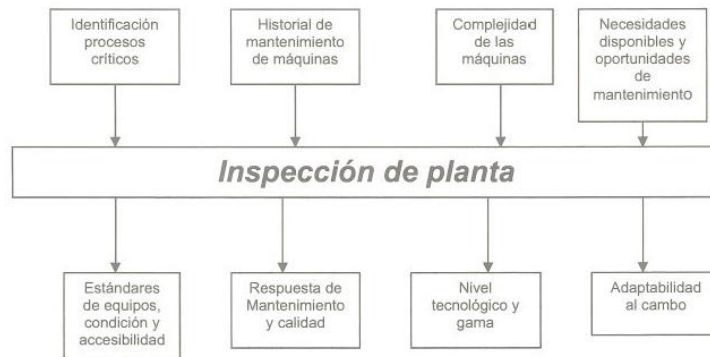 Identificación
procesos
críticos
Historial de
mantenimiento
de máquinas
Complejidad
de las
máquinas
Necesidades
disponibles y
oportunidades
de
mantenimiento
Inspección de planta
Estándares
de equipos,
condición y
accesibilidad
Respuesta de
Mantenimiento
y calidad
Nivel
tecnológico y
gama
Adaptabilidad
al cambo